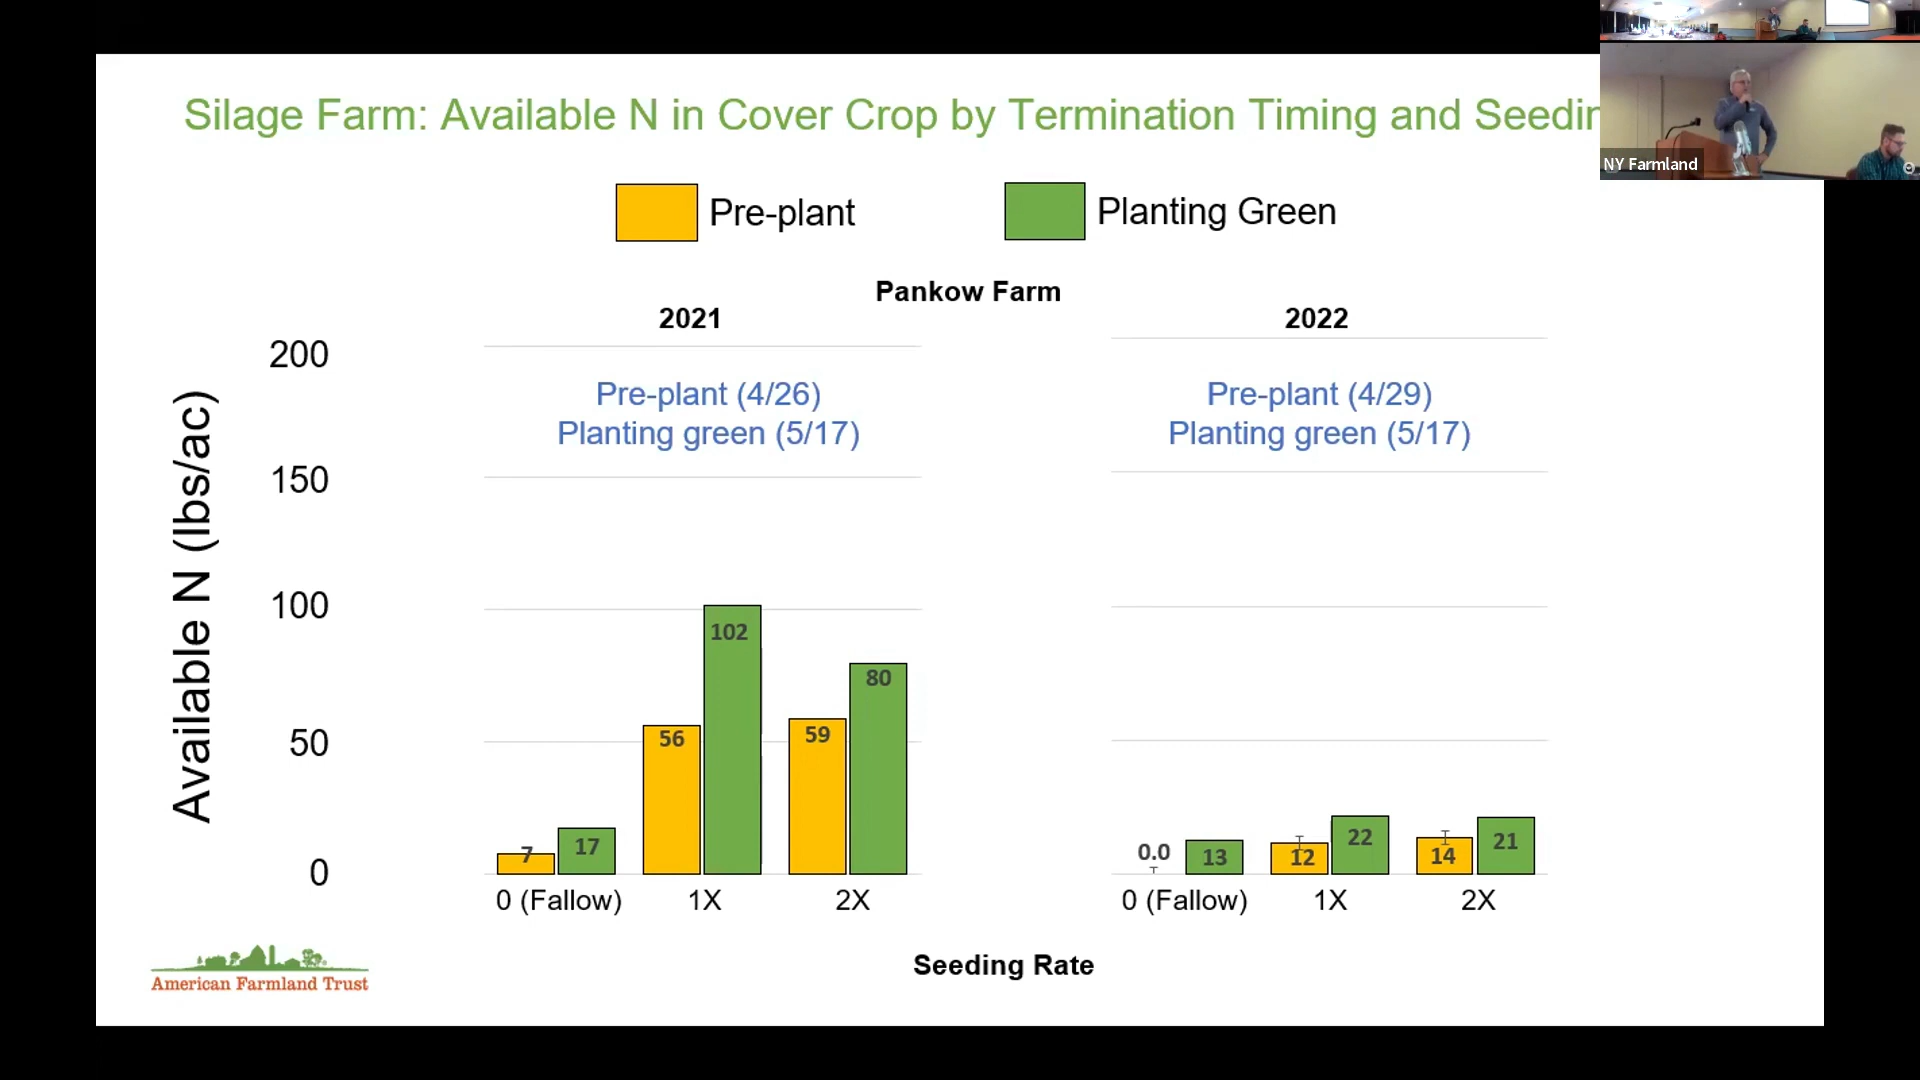 Silage Farm: Available N in Cover Crop by Termination Timing and Seedin
NY Farmland
Pre-plant
Planting Green
Pankow Farm
2021
2022
Pre-plant (4/26)
Planting green (5/17)
Pre-plant (4/29)
Planting green (5/17)
Available N (lbs/ac)
200
150
100
50
0
7
17
56
102
59
80
0.0
13
12
22
14
21
0 (Fallow)
1X
2X
0 (Fallow)
1X
2X
Seeding Rate
American Farmland Trust